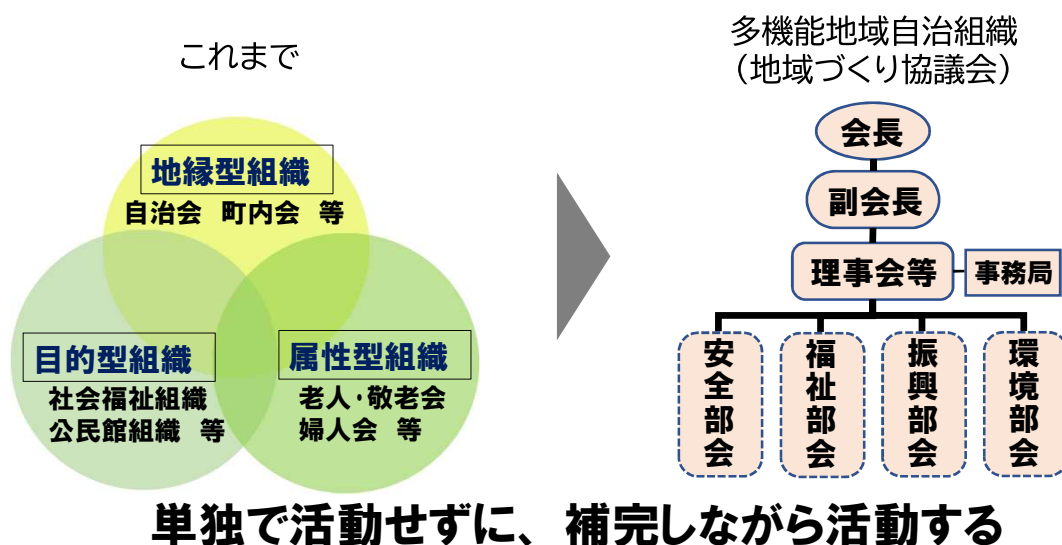 これまで
地縁型組織
自治会 町内会 等
目的型組織
社会福祉組織
公民館組織 等
属性型組織
老人・敬老会
婦人会 等
多機能地域自治組織
（地域づくり協議会）
会長
副会長
理事会等
事務局
安全部会
福祉部会
振興部会
環境部会
単独で活動せずに、補完しながら活動する